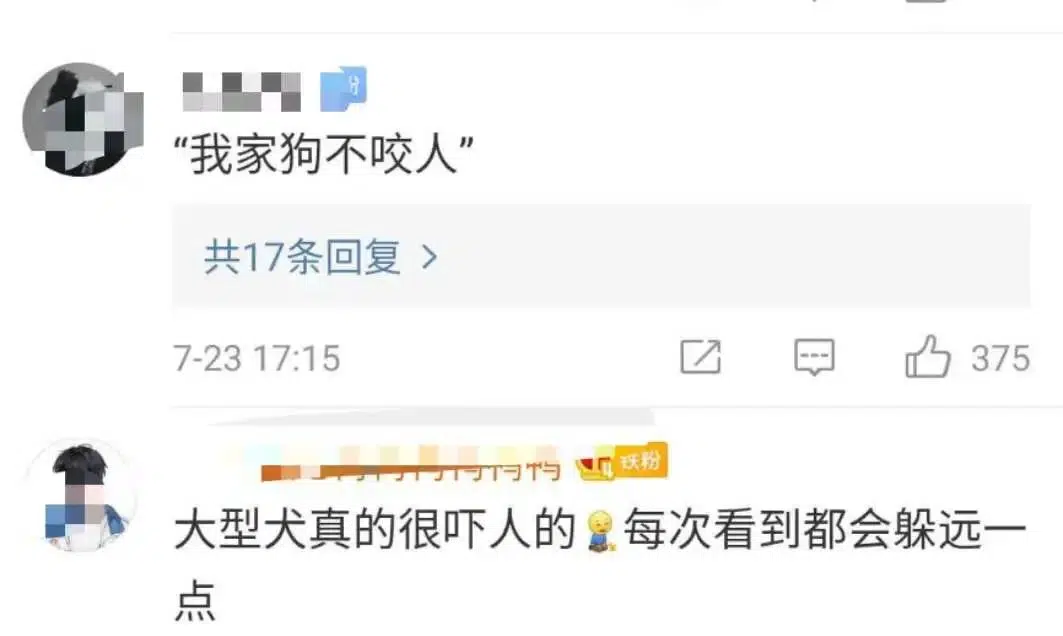 “我家狗不咬人”
共17条回复 >
7-23 17:15
375
铁粉
大型犬真的很吓人的每次看到都会躲远一
点